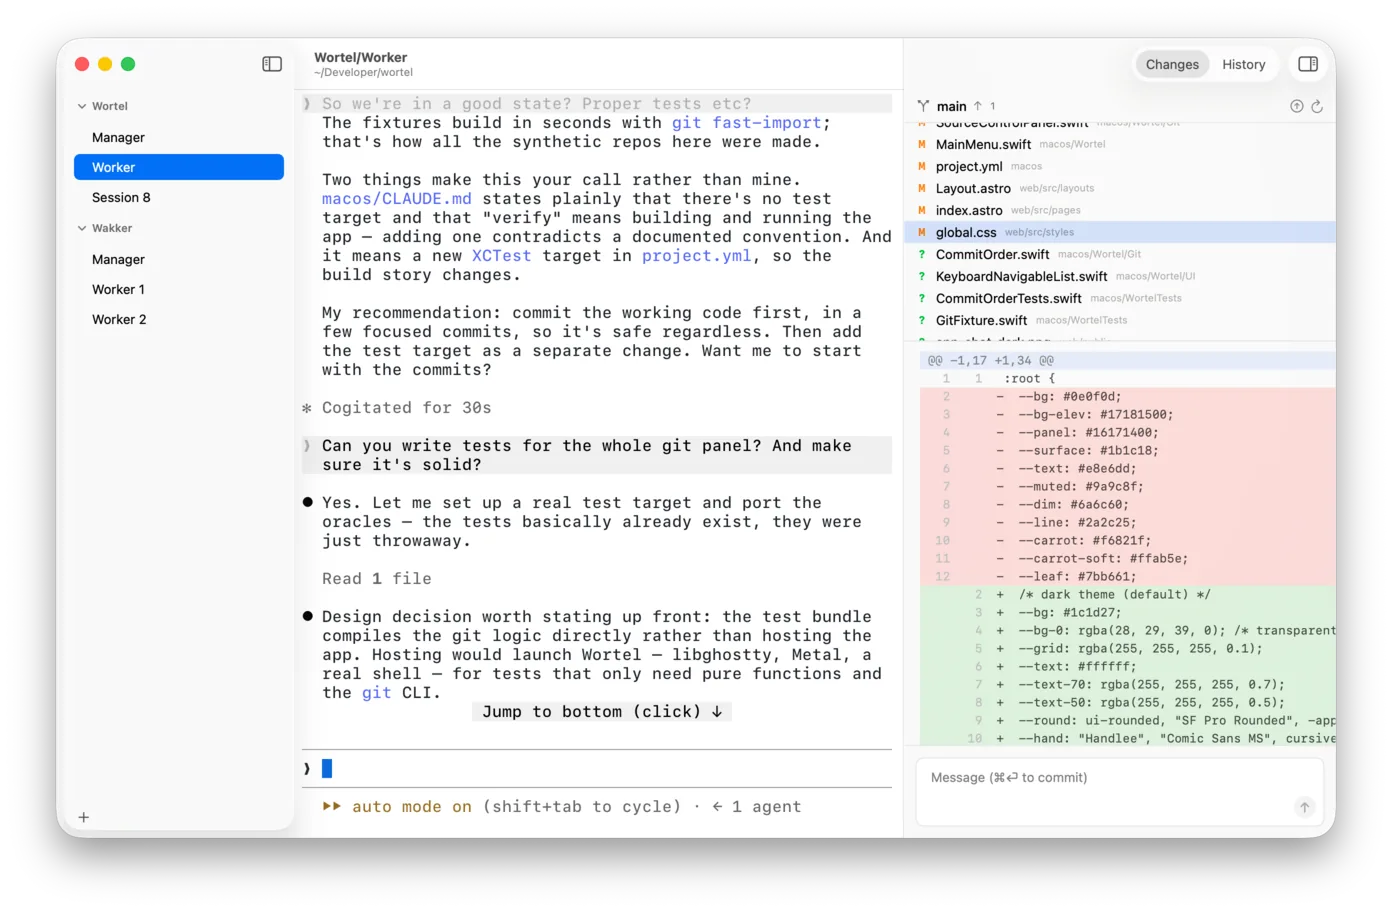 Wortel
Manager
Worker
Session 8
Wakker
Manager
Worker 1
Worker 2
+
Wortel/Worker
~/Developer/wortel
❯ So we're in a good state? Proper tests etc?
The fixtures build in seconds with git fast-import;
that's how all the synthetic repos here were made.
Two things make this your call rather than mine.
macos/CLAUDE.md states plainly that there's no test
target and that "verify" means building and running the
app — adding one contradicts a documented convention. And
it means a new XCTest target in project.yml, so the
build story changes.
My recommendation: commit the working code first, in a
few focused commits, so it's safe regardless. Then add
the test target as a separate change. Want me to start
with the commits?
✻ Cogitated for 30s
❯ Can you write tests for the whole git panel? And make
sure it's solid?
● Yes. Let me set up a real test target and port the
oracles — the tests basically already exist, they were
just throwaway.
Read 1 file
● Design decision worth stating up front: the test bundle
compiles the git logic directly rather than hosting the
app. Hosting would launch Wortel — libghostty, Metal, a
real shell — for tests that only need pure functions and
the git CLI.
Jump to bottom (click) ↓
❯
⏵⏵ auto mode on (shift+tab to cycle) · ← 1 agent
Changes
History
main ↑ 1
M SourceControlPanel.swift macos/Wortel/Git
M MainMenu.swift macos/Wortel
M project.yml macos
M Layout.astro web/src/layouts
M index.astro web/src/pages
M global.css web/src/styles
? CommitOrder.swift macos/Wortel/Git
? KeyboardNavigableList.swift macos/Wortel/UI
? CommitOrderTests.swift macos/WortelTests
? GitFixture.swift macos/WortelTests
@@ -1,17 +1,34 @@
1 1 :root {
2 - --bg: #0e0f0d;
3 - --bg-elev: #17181500;
4 - --panel: #16171400;
5 - --surface: #1b1c18;
6 - --text: #e8e6dd;
7 - --muted: #9a9c8f;
8 - --dim: #6a6c60;
9 - --line: #2a2c25;
10 - --carrot: #f6821f;
11 - --carrot-soft: #ffab5e;
12 - --leaf: #7bb661;
2 + /* dark theme (default) */
3 + --bg: #1c1d27;
4 + --bg-0: rgba(28, 29, 39, 0); /* transparent
5 + --grid: rgba(255, 255, 255, 0.1);
6 + --text: #ffffff;
7 + --text-70: rgba(255, 255, 255, 0.7);
8 + --text-50: rgba(255, 255, 255, 0.5);
9 + --round: ui-rounded, "SF Pro Rounded", -app
10 + --hand: "Handlee", "Comic Sans MS", cursive
Message (⌘⏎ to commit)